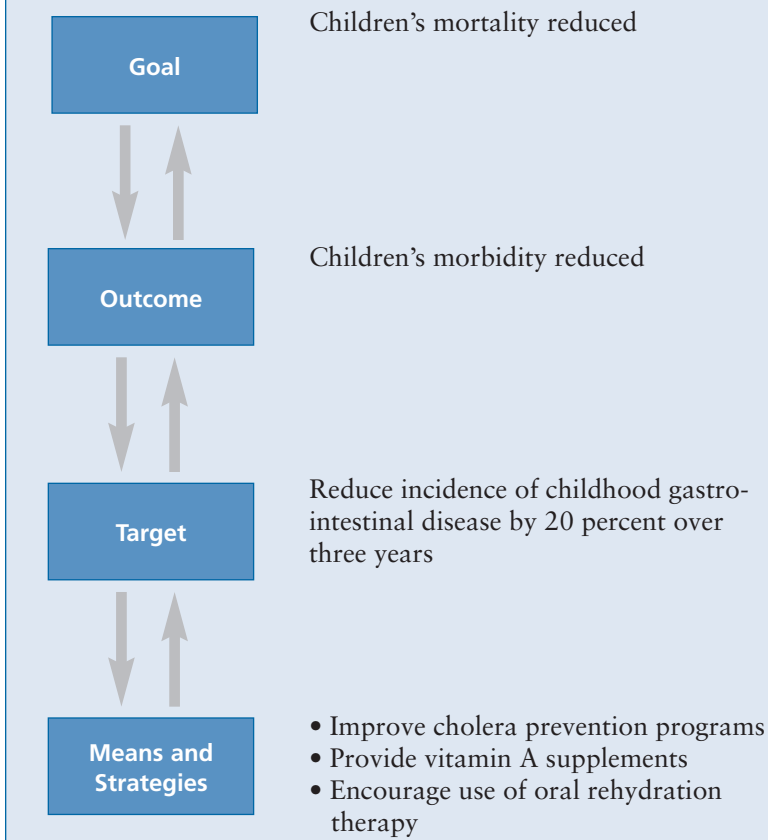 Goal
Children's mortality reduced
Outcome
Children's morbidity reduced
Target
Reduce incidence of childhood gastro-
intestinal disease by 20 percent over
three years
Means and
Strategies
• Improve cholera prevention programs
• Provide vitamin A supplements
• Encourage use of oral rehydration
therapy